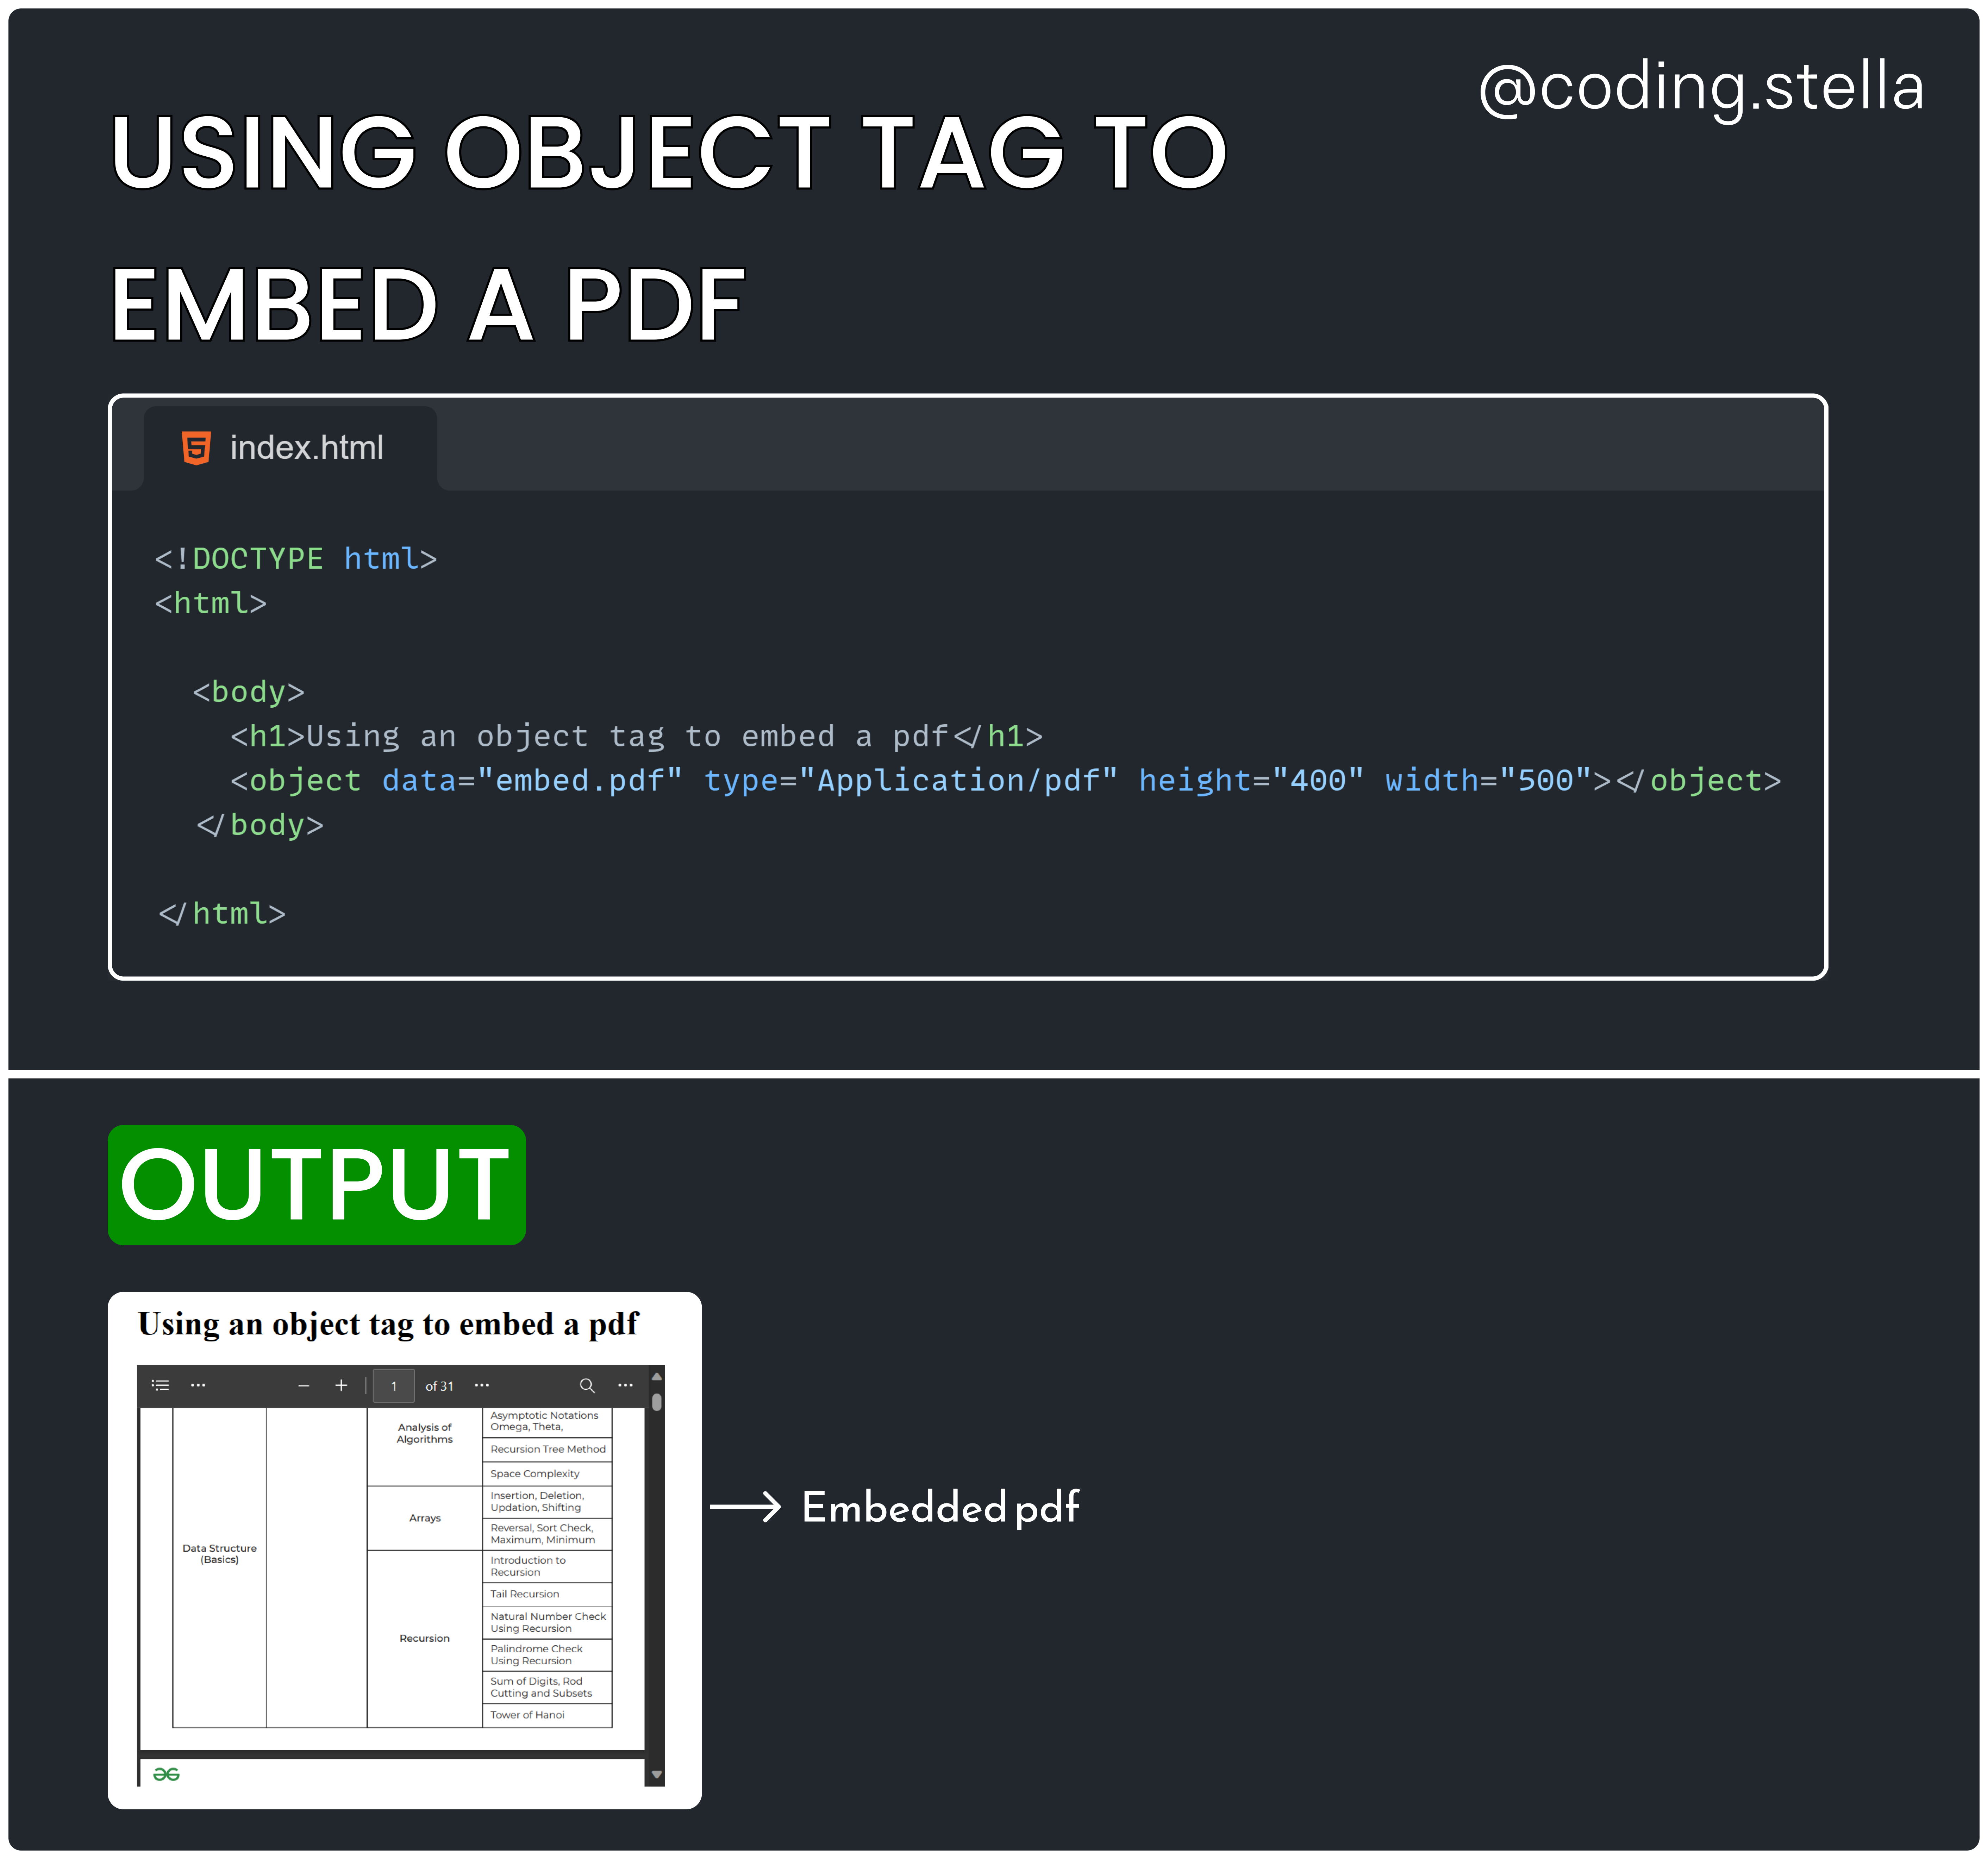 @coding.stella
USING OBJECT TAG TO
EMBED A PDF
index.html
<!DOCTYPE html>
<html>
<body>
<h1>Using an object tag to embed a pdf</h1>
<object data="embed.pdf" type="Application/pdf" height="400" width="500"></object>
</body>
</html>
OUTPUT
Using an object tag to embed a pdf
1 of 31
Data Structure
(Basics)
Analysis of
Algorithms
Asymptotic Notations
Omega, Theta,
Recursion Tree Method
Space Complexity
Arrays
Insertion, Deletion,
Updation, Shifting
Reversal, Sort Check,
Maximum, Minimum
Recursion
Introduction to
Recursion
Tail Recursion
Natural Number Check
Using Recursion
Palindrome Check
Using Recursion
Sum of Digits, Rod
Cutting and Subsets
Tower of Hanoi
Embedded pdf